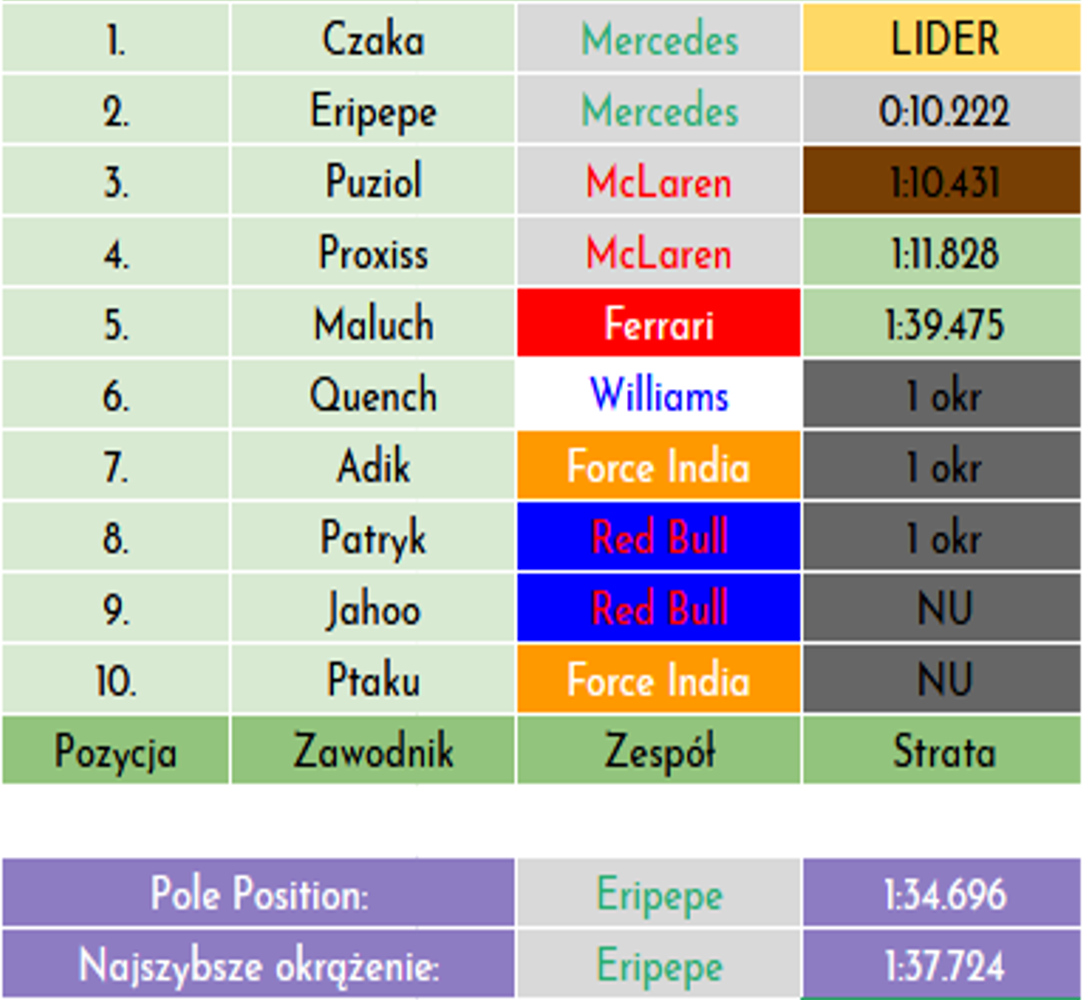 1. Czaka Mercedes LIDER
2. Eripepe Mercedes 0:10.222
3. Puziol McLaren 1:10.431
4. Proxiss McLaren 1:11.828
5. Maluch Ferrari 1:39.475
6. Quench Williams 1 okr
7. Adik Force India 1 okr
8. Patryk Red Bull 1 okr
9. Jahoo Red Bull NU
10. Ptaku Force India NU
Pozycja Zawodnik Zespół Strata
Pole Position: Eripepe 1:34.696
Najszybsze okrążenie: Eripepe 1:37.724